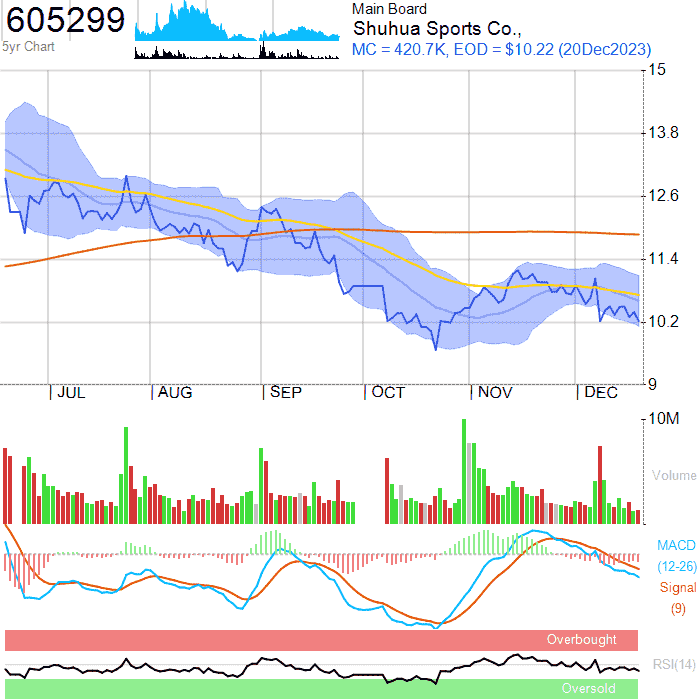 605299
5yr Chart
Main Board
Shuhua Sports Co.,
MC = 420.7K, EOD = $10.22 (20Dec2023)
15
13.8
12.6
11.4
10.2
9
JUL AUG SEP OCT NOV DEC
10M
Volume
MACD
(12-26)
Signal
(9)
Overbought
RSI(14)
Oversold